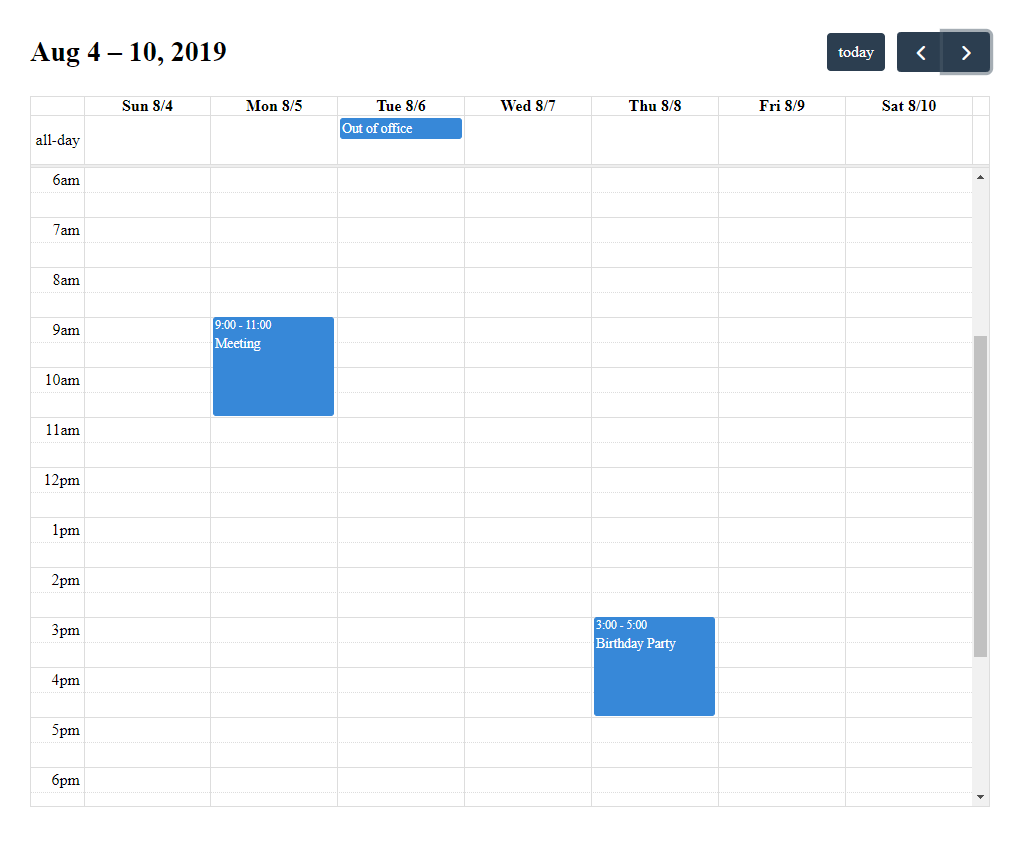 Aug 4 – 10, 2019
today
Sun 8/4 Mon 8/5 Tue 8/6 Wed 8/7 Thu 8/8 Fri 8/9 Sat 8/10
all-day
Out of office
6am
7am
8am
9am
9:00 - 11:00
Meeting
10am
11am
12pm
1pm
2pm
3pm
3:00 - 5:00
Birthday Party
4pm
5pm
6pm